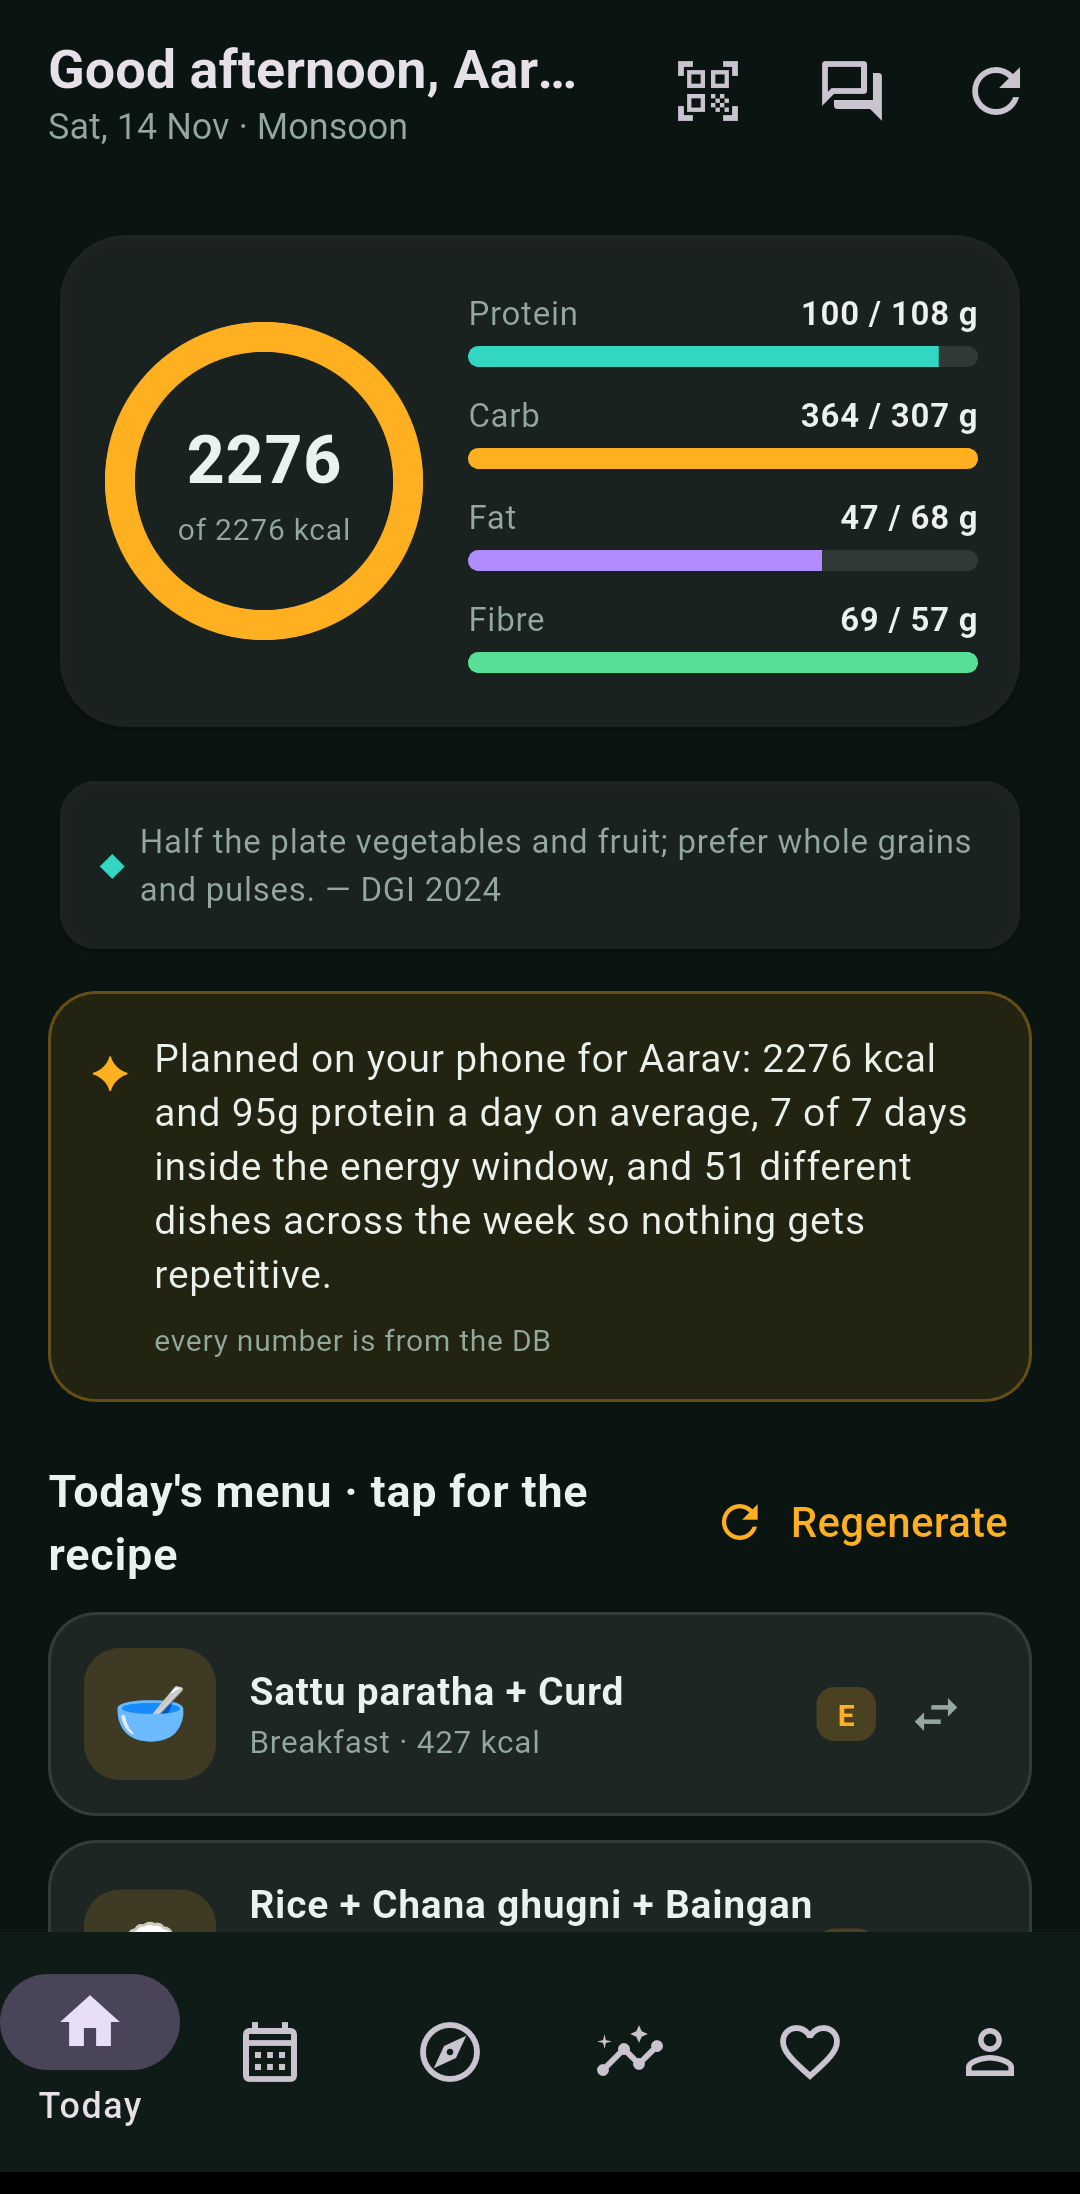 Good afternoon, Aar...
Sat, 14 Nov · Monsoon
2276
of 2276 kcal
Protein 100 / 108 g
Carb 364 / 307 g
Fat 47 / 68 g
Fibre 69 / 57 g
Half the plate vegetables and fruit; prefer whole grains
and pulses. — DGI 2024
Planned on your phone for Aarav: 2276 kcal
and 95g protein a day on average, 7 of 7 days
inside the energy window, and 51 different
dishes across the week so nothing gets
repetitive.
every number is from the DB
Today's menu · tap for the
recipe
Regenerate
Sattu paratha + Curd
Breakfast · 427 kcal
E
Rice + Chana ghugni + Baingan
Today